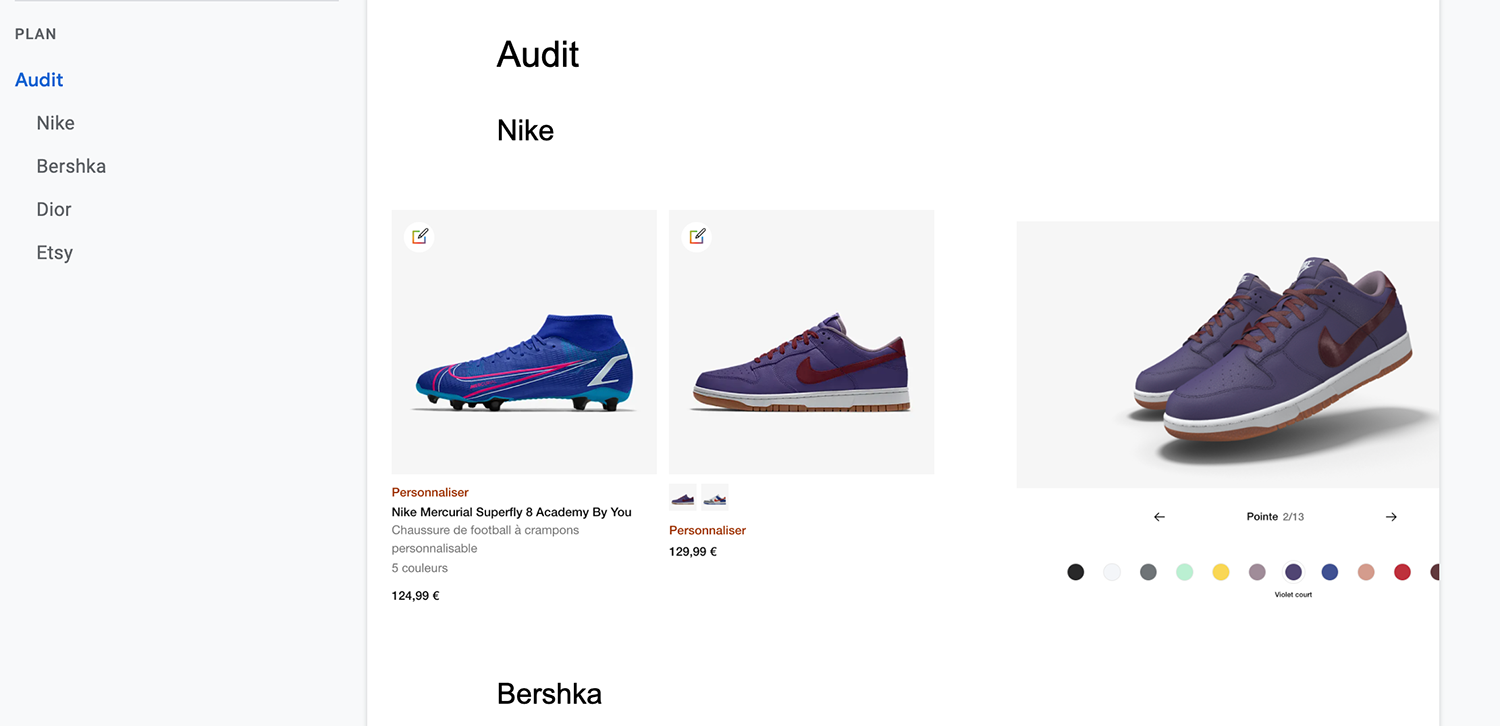 PLAN
Audit
Nike
Bershka
Dior
Etsy
Audit
Nike
Personnaliser
Nike Mercurial Superfly 8 Academy By You
Chaussure de football à crampons
personnalisable
5 couleurs
124,99 €
Personnaliser
129,99 €
Pointe 2/13
Violet court
Bershka